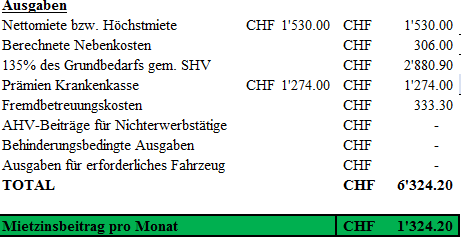 Ausgaben
Nettomiete bzw. Höchstmiete CHF 1'530.00 CHF 1'530.00
Berechnete Nebenkosten CHF 306.00
135% des Grundbedarfs gem. SHV CHF 2'880.90
Prämien Krankenkasse CHF 1'274.00 CHF 1'274.00
Fremdbetreuungskosten CHF 333.30
AHV-Beiträge für Nichterwerbstätige CHF -
Behinderungsbedingte Ausgaben CHF -
Ausgaben für erforderliches Fahrzeug CHF -
TOTAL CHF 6'324.20
Mietzinsbeitrag pro Monat CHF 1'324.20